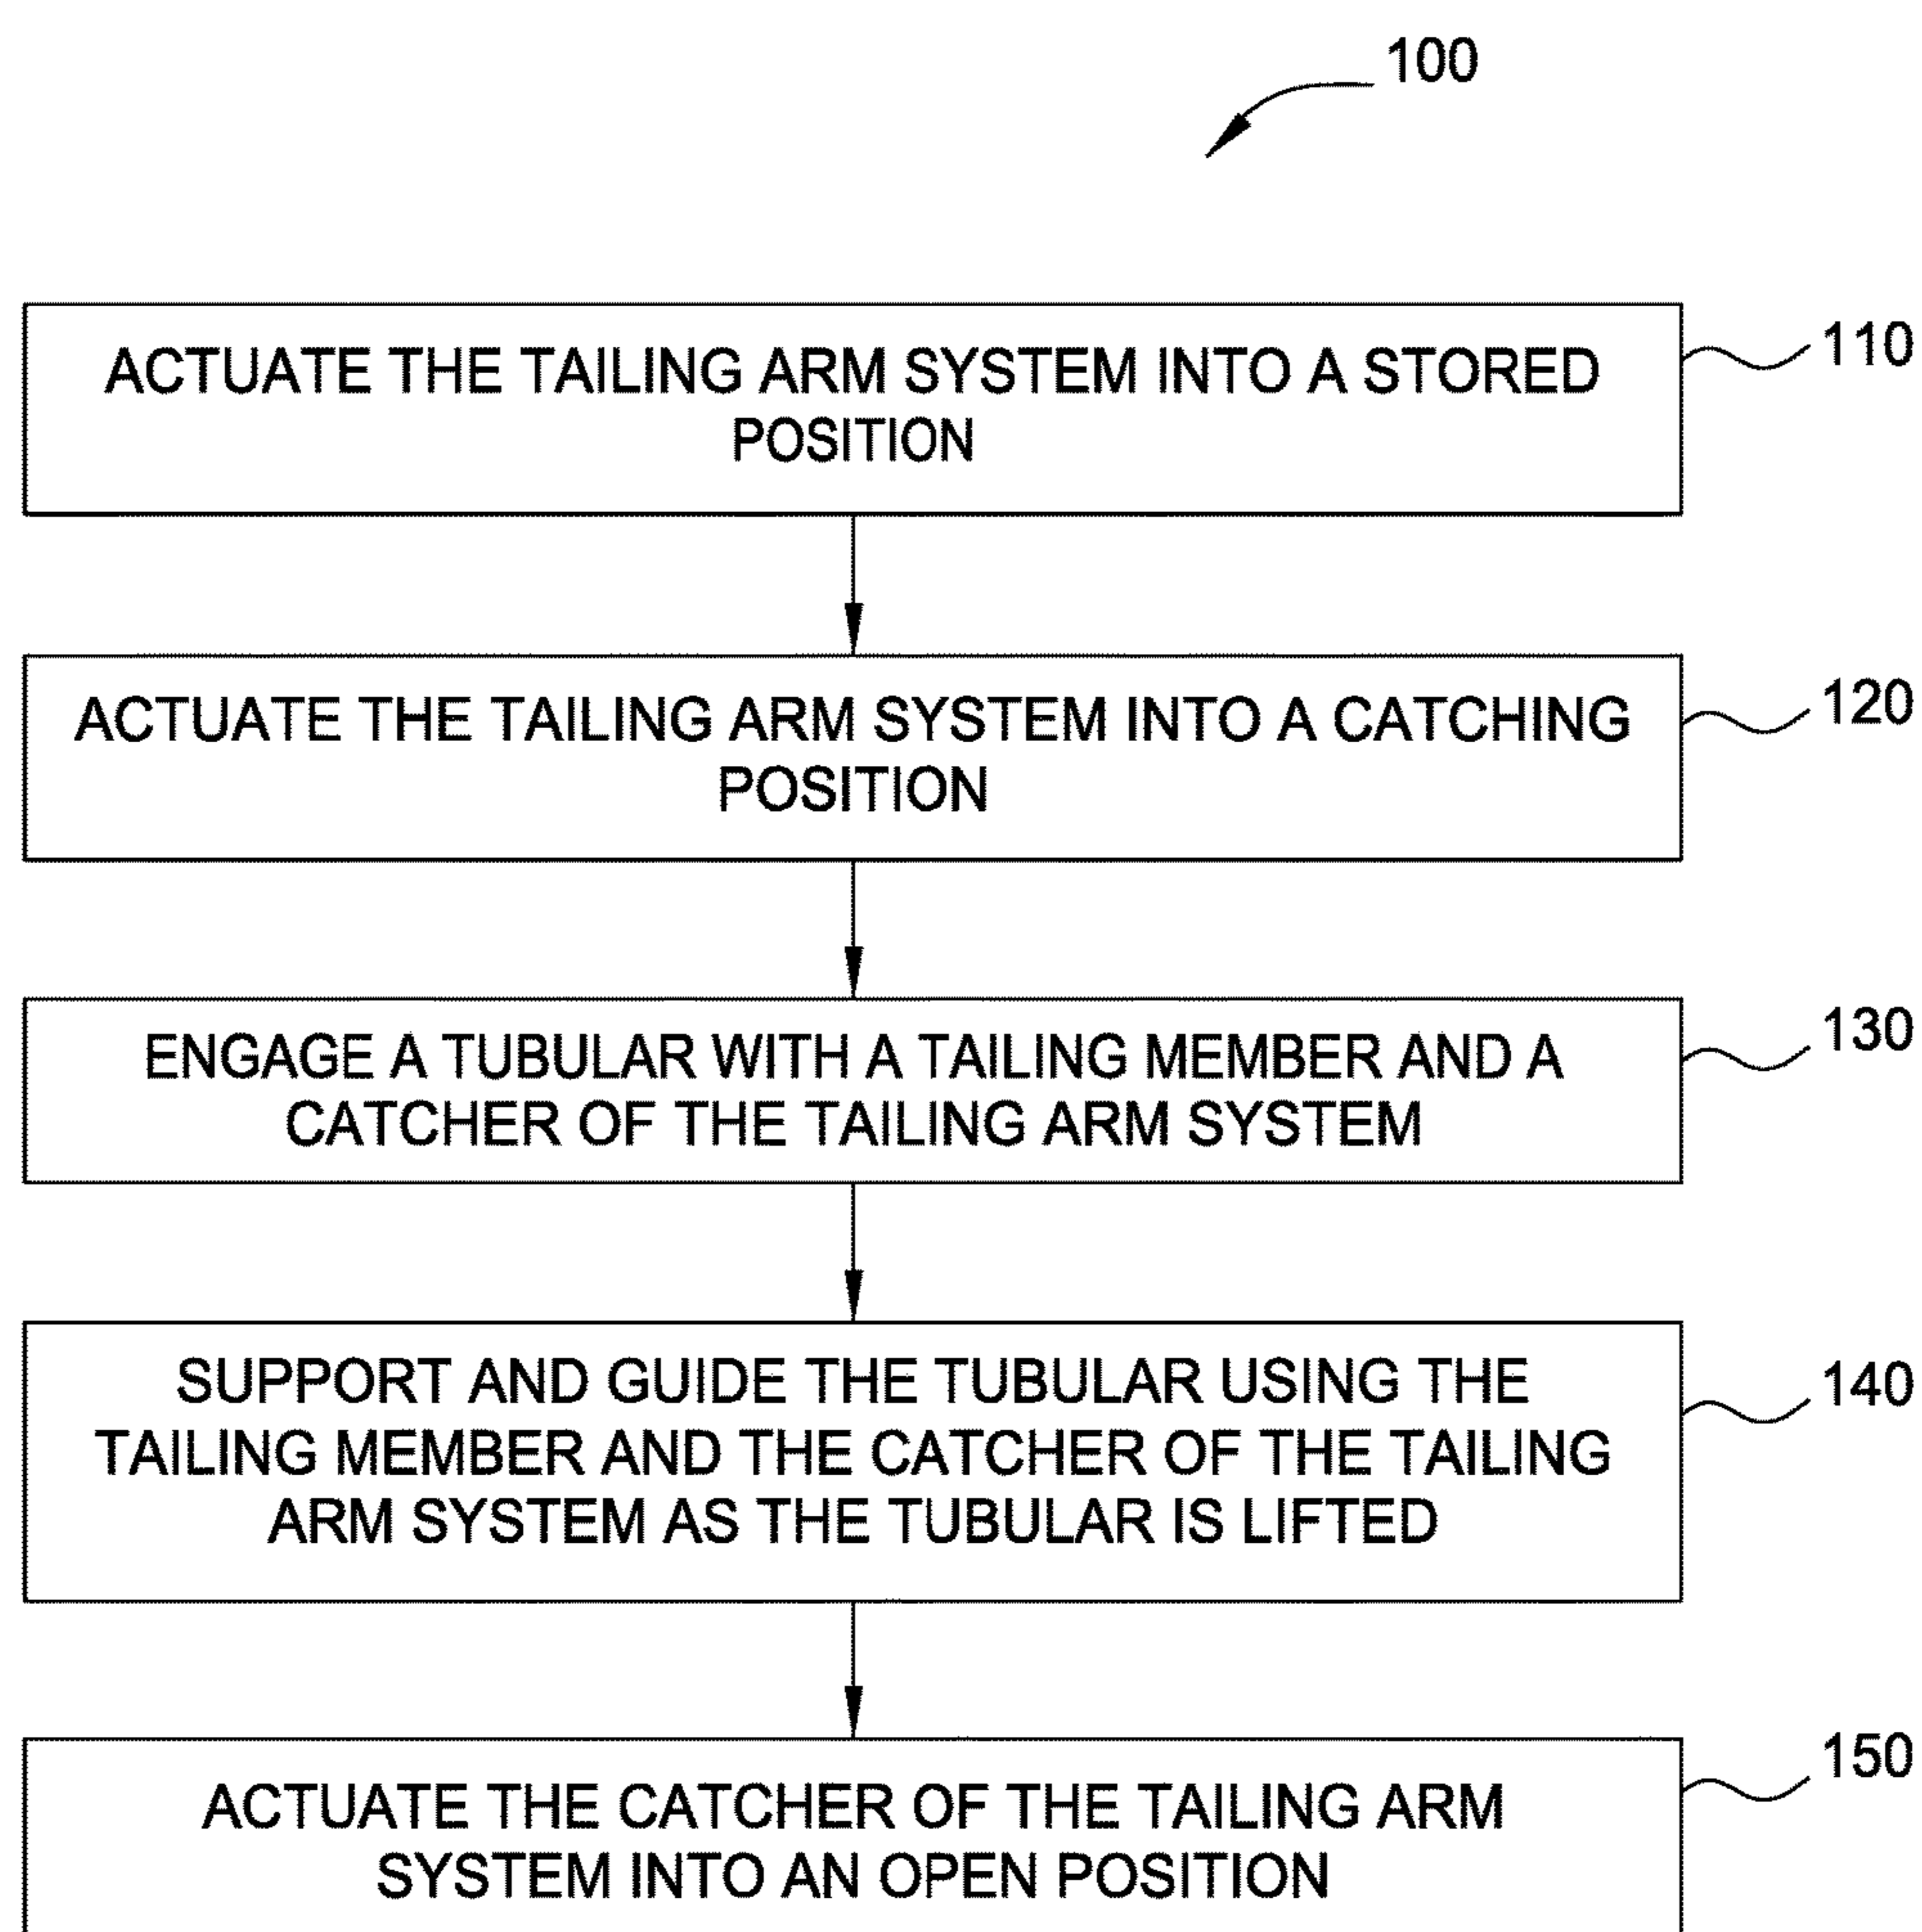 100
ACTUATE THE TAILING ARM SYSTEM INTO A STORED
POSITION
110
ACTUATE THE TAILING ARM SYSTEM INTO A CATCHING
POSITION
120
ENGAGE A TUBULAR WITH A TAILING MEMBER AND A
CATCHER OF THE TAILING ARM SYSTEM
130
SUPPORT AND GUIDE THE TUBULAR USING THE
TAILING MEMBER AND THE CATCHER OF THE TAILING
ARM SYSTEM AS THE TUBULAR IS LIFTED
140
ACTUATE THE CATCHER OF THE TAILING ARM
SYSTEM INTO AN OPEN POSITION
150